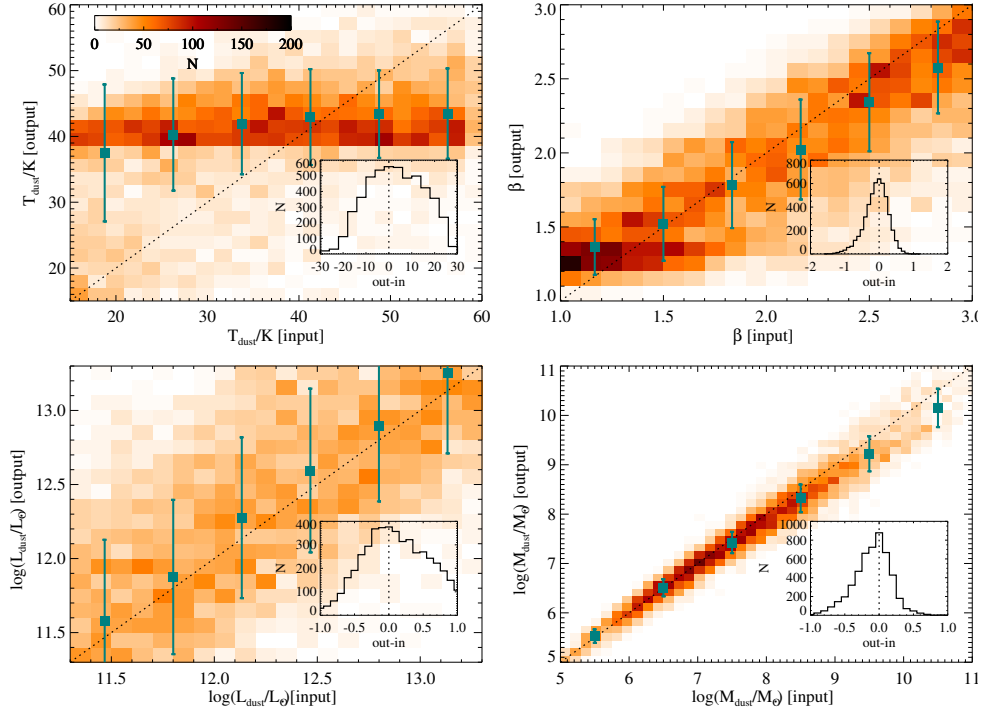 0 50 100 150 200
N
60
50
40
30
20
T_dust/K [output]
20 30 40 50 60
T_dust/K [input]
600
500
400
300
200
100
0
N
-30 -20 -10 0 10 20 30
out-in
3.0
2.5
2.0
1.5
1.0
β [output]
1.0 1.5 2.0 2.5 3.0
β [input]
800
600
400
200
0
N
-2 -1 0 1 2
out-in
13.0
12.5
12.0
11.5
log(L_dust/L_⊙) [output]
11.5 12.0 12.5 13.0
log(L_dust/L_⊙)[input]
400
300
200
100
0
N
-1.0 -0.5 0.0 0.5 1.0
out-in
11
10
9
8
7
6
5
log(M_dust/M_⊙) [output]
5 6 7 8 9 10 11
log(M_dust/M_⊙) [input]
1000
800
600
400
200
0
N
-1.0 -0.5 0.0 0.5 1.0
out-in